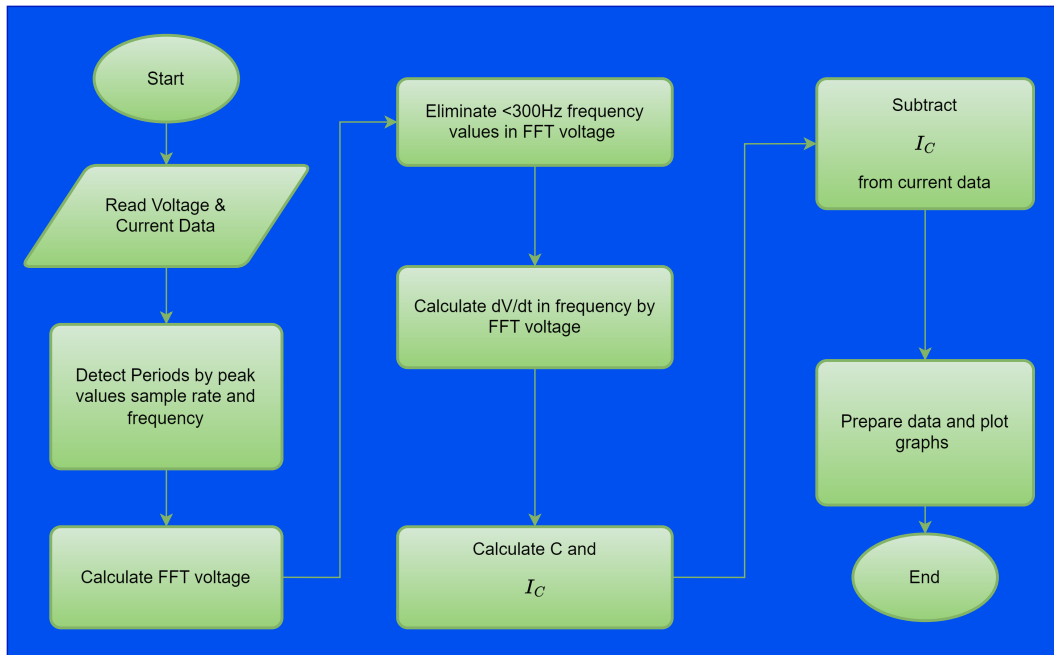 Start
Read Voltage &
Current Data
Detect Periods by peak
values sample rate and
frequency
Calculate FFT voltage
Eliminate <300Hz frequency
values in FFT voltage
Calculate dV/dt in frequency by
FFT voltage
Calculate C and
I_C
Subtract
I_C
from current data
Prepare data and plot
graphs
End